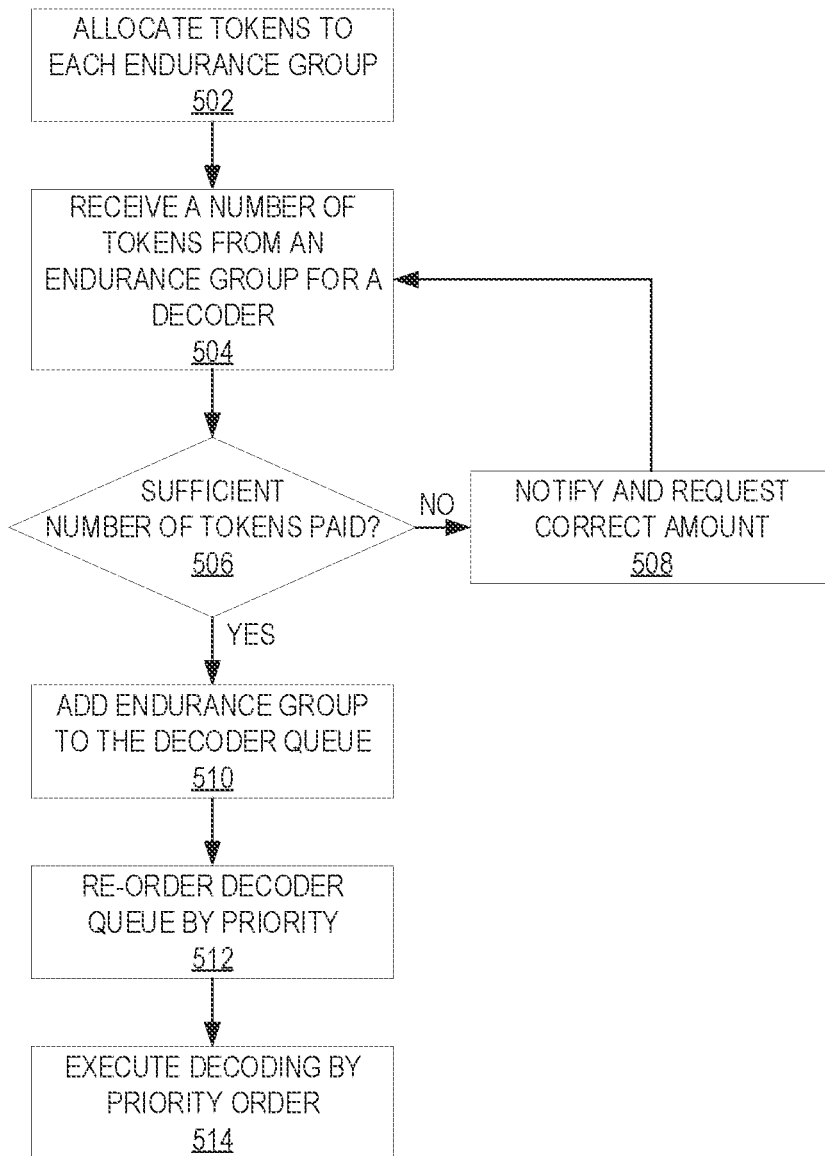 ALLOCATE TOKENS TO
EACH ENDURANCE GROUP
502
RECEIVE A NUMBER OF
TOKENS FROM AN
ENDURANCE GROUP FOR A
DECODER
504
SUFFICIENT
NUMBER OF TOKENS PAID?
506
NO
NOTIFY AND REQUEST
CORRECT AMOUNT
508
YES
ADD ENDURANCE GROUP
TO THE DECODER QUEUE
510
RE-ORDER DECODER
QUEUE BY PRIORITY
512
EXECUTE DECODING BY
PRIORITY ORDER
514